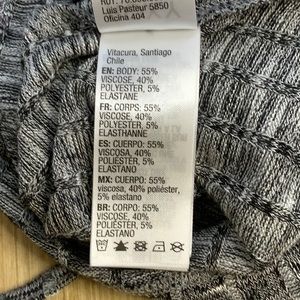 Luis Pasteur 5850
Oficina 404
Vitacura, Santiago
Chile
EN: BODY: 55%
VISCOSE, 40%
POLYESTER, 5%
ELASTANE
FR: CORPS: 55%
VISCOSE, 40%
POLYESTER, 5%
ELASTHANNE
ES: CUERPO: 55%
VISCOSA, 40%
POLIÉSTER, 5%
ELASTANO
MX: CUERPO: 55%
viscosa, 40% poliéster,
5% elastano
BR: CORPO: 55%
VISCOSE, 40%
POLIÉSTER, 5%
ELASTANO